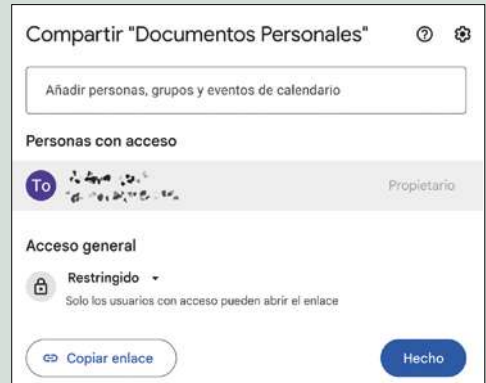 Compartir "Documentos Personales"
Añadir personas, grupos y eventos de calendario
Personas con acceso
To
Propietario
Acceso general
Restringido
Solo los usuarios con acceso pueden abrir el enlace
Copiar enlace
Hecho